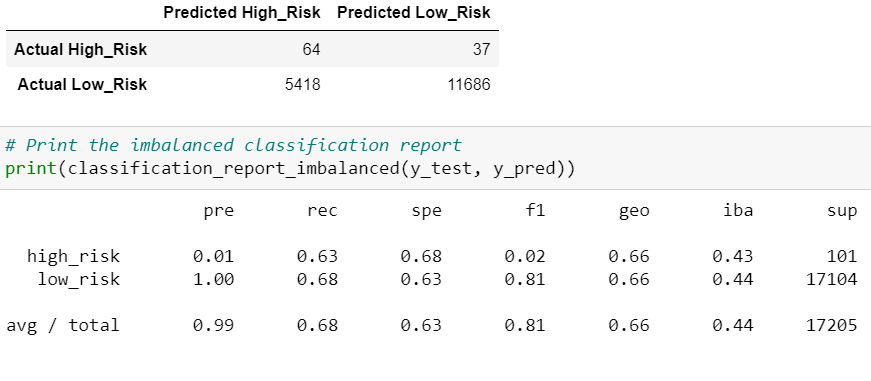 Predicted High_Risk Predicted Low_Risk
Actual High_Risk 64 37
Actual Low_Risk 5418 11686
# Print the imbalanced classification report
print(classification_report_imbalanced(y_test, y_pred))
pre rec spe f1 geo iba sup
high_risk 0.01 0.63 0.68 0.02 0.66 0.43 101
low_risk 1.00 0.68 0.63 0.81 0.66 0.44 17104
avg / total 0.99 0.68 0.63 0.81 0.66 0.44 17205